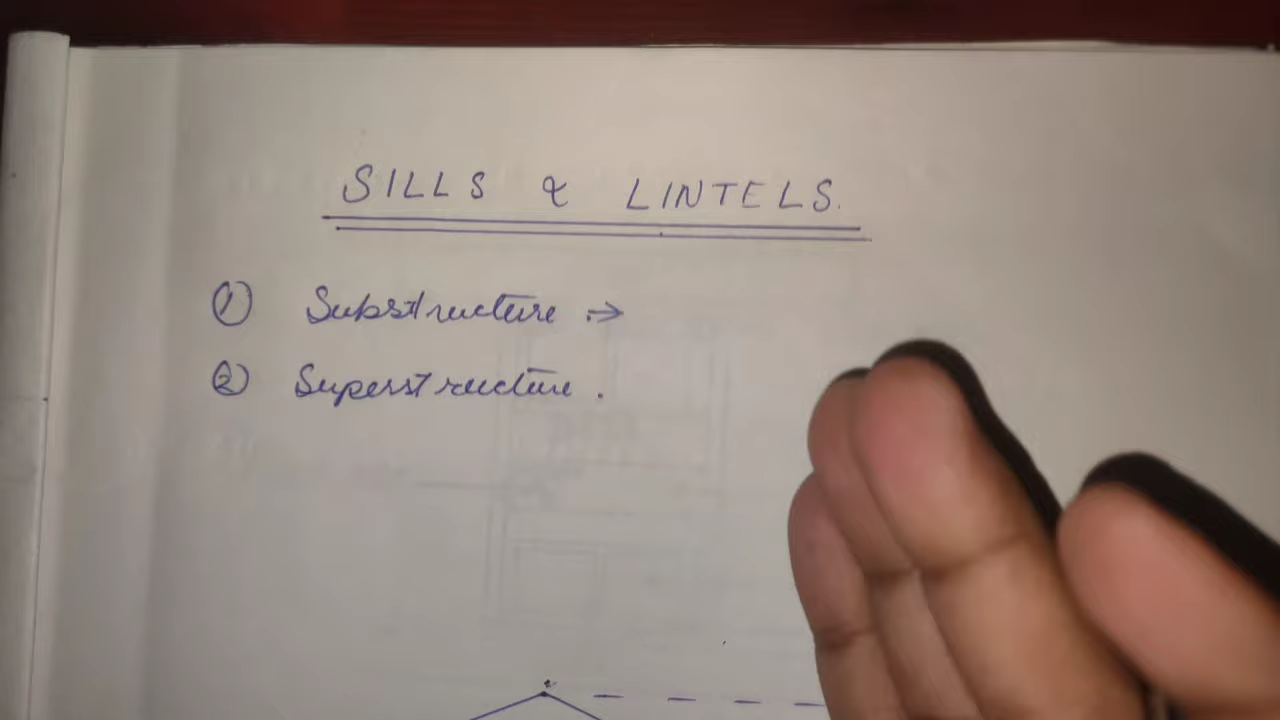 SILLS & LINTELS.
① Substructure →
② Superstructure.